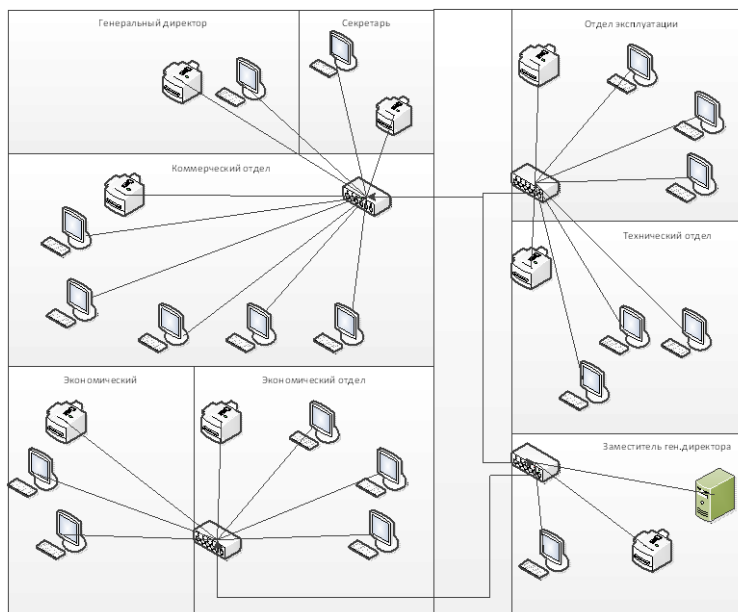 Генеральный директор
Секретарь
Отдел эксплуатации
Коммерческий отдел
Технический отдел
Экономический
Экономический отдел
Заместитель ген.директора